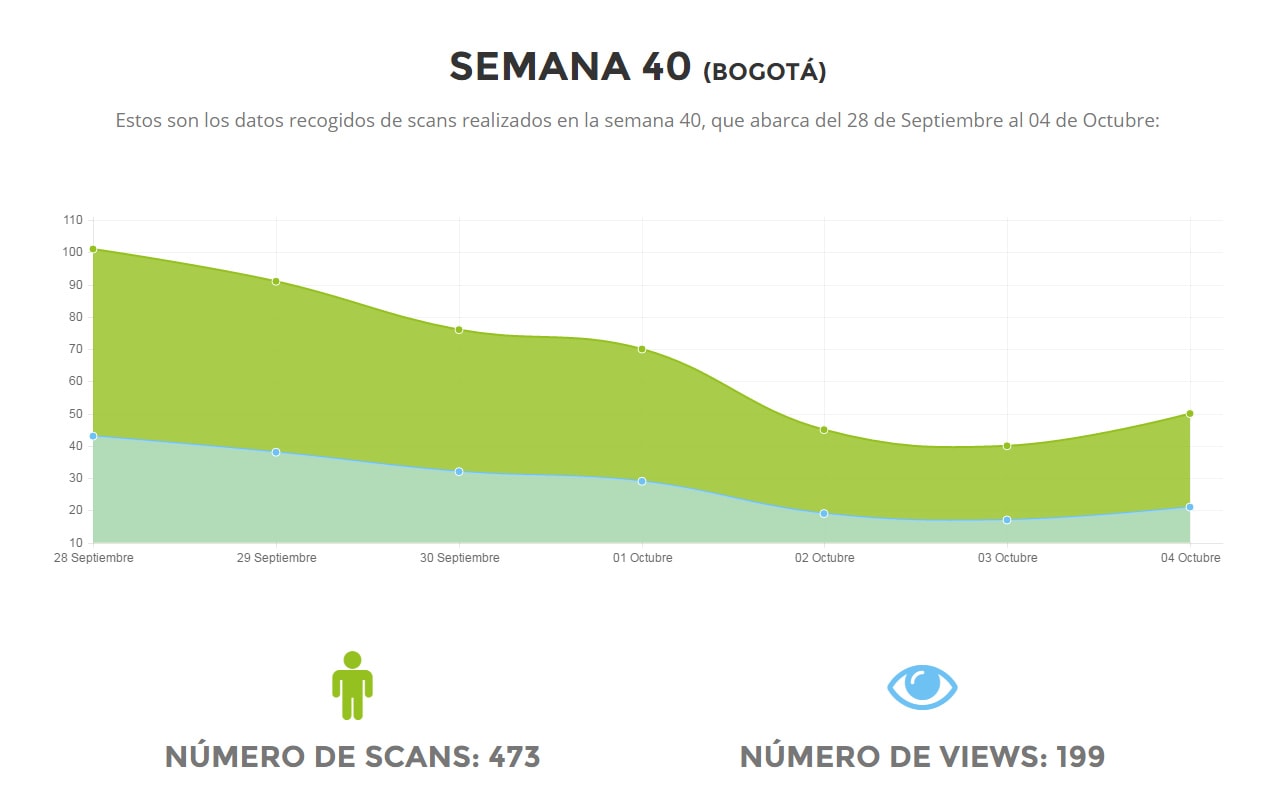 SEMANA 40 (BOGOTÁ)
Estos son los datos recogidos de scans realizados en la semana 40, que abarca del 28 de Septiembre al 04 de Octubre:
110
100
90
80
70
60
50
40
30
20
10
28 Septiembre 29 Septiembre 30 Septiembre 01 Octubre 02 Octubre 03 Octubre 04 Octubre
NÚMERO DE SCANS: 473
NÚMERO DE VIEWS: 199